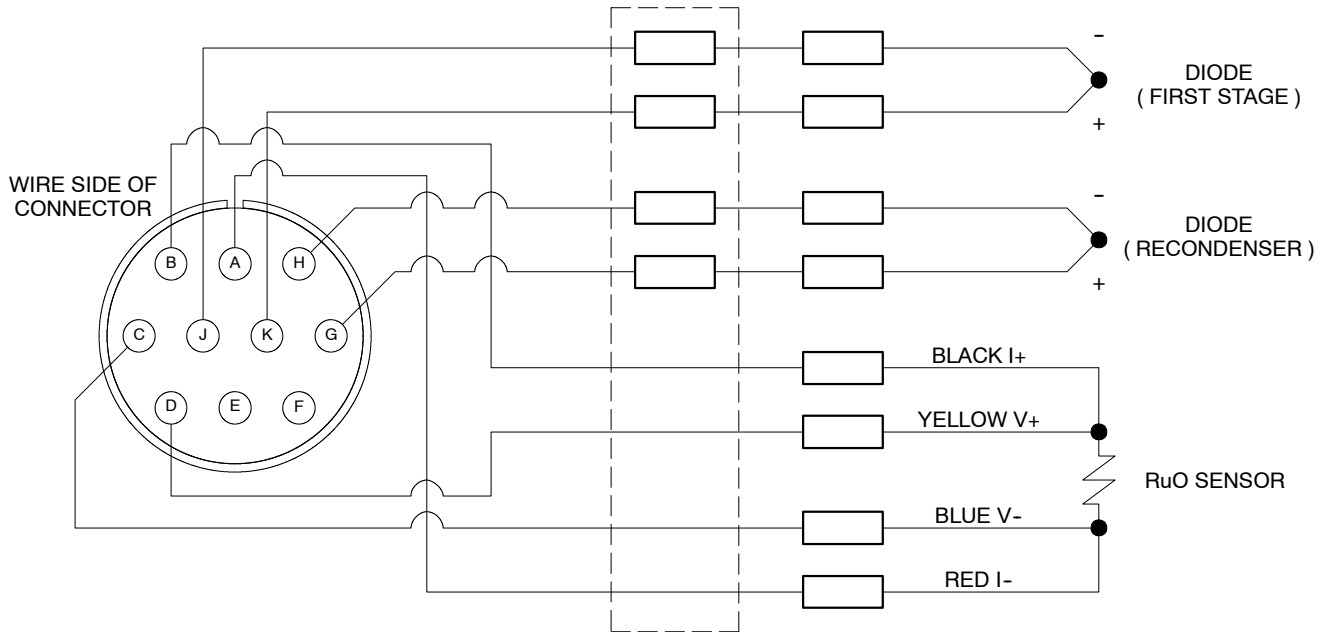 -
DIODE
( FIRST STAGE )
+
WIRE SIDE OF
CONNECTOR
-
DIODE
( RECONDENSER )
+
B
A
H
C
J
K
G
D
E
F
BLACK I+
YELLOW V+
RuO SENSOR
BLUE V-
RED I-